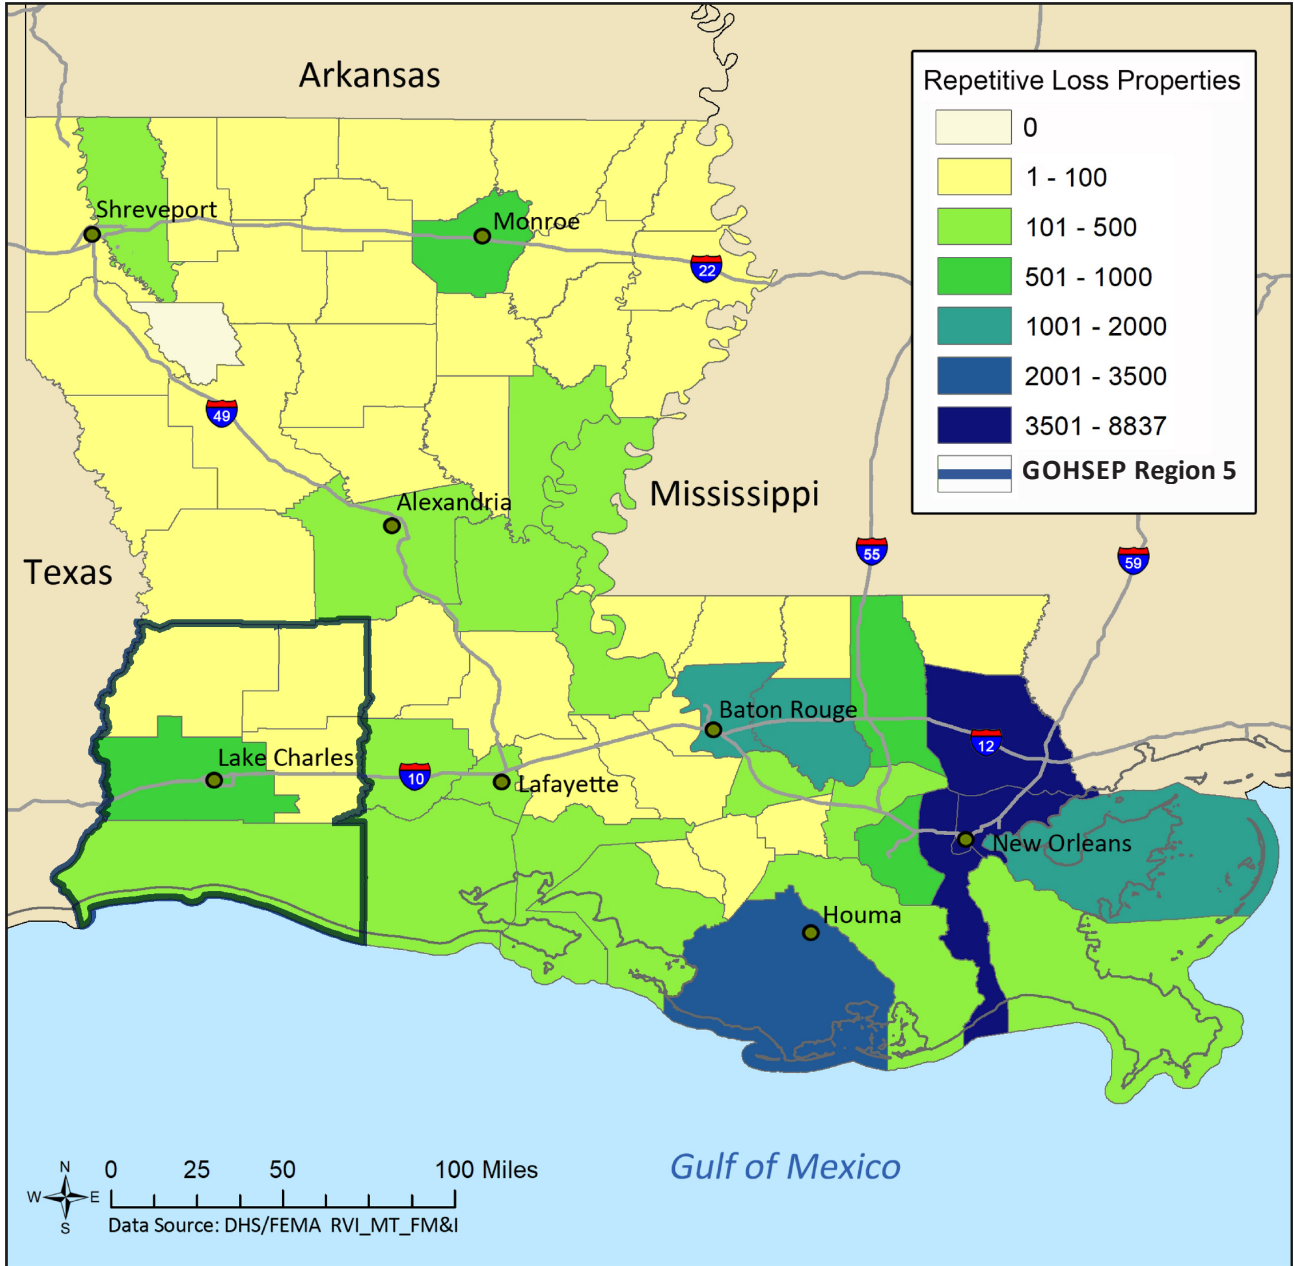 Arkansas
Repetitive Loss Properties
0
1 - 100
101 - 500
501 - 1000
1001 - 2000
2001 - 3500
3501 - 8837
GOHSEP Region 5
Shreveport
Monroe
22
49
Mississippi
Alexandria
55
59
Texas
Baton Rouge
12
Lake Charles
10
Lafayette
New Orleans
Houma
Gulf of Mexico
N
W E
S
0 25 50 100 Miles
Data Source: DHS/FEMA RVI_MT_FM&I